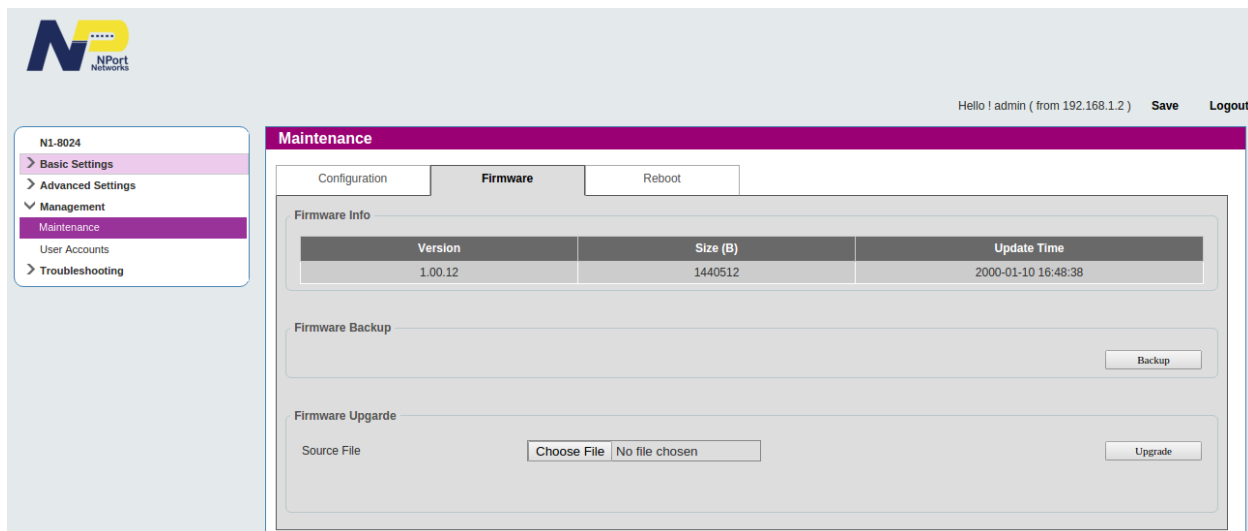 NP
NPort
Networks
Hello ! admin ( from 192.168.1.2 ) Save Logout
N1-8024
Basic Settings
Advanced Settings
Management
Maintenance
User Accounts
Troubleshooting
Maintenance
Configuration Firmware Reboot
Firmware Info
Version Size (B) Update Time
1.00.12 1440512 2000-01-10 16:48:38
Firmware Backup
Backup
Firmware Upgarde
Source File Choose File No file chosen Upgrade